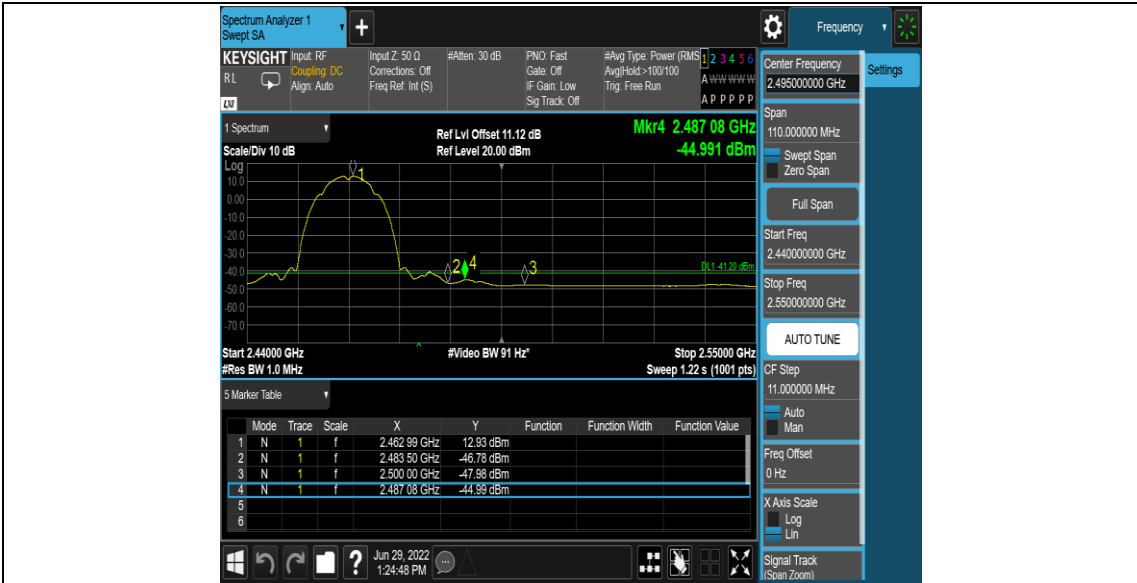 Spectrum Analyzer 1
Swept SA
+
Frequency
KEYSIGHT
RL
LXI
Input: RF
Coupling: DC
Align: Auto
Input Z: 50 Ω
Corrections: Off
Freq Ref: Int (S)
#Atten: 30 dB
PNO: Fast
Gate: Off
IF Gain: Low
Sig Track: Off
#Avg Type: Power (RMS
Avg|Hold:>100/100
Trig: Free Run
1 2 3 4 5 6
A W W W W W
A P P P P P
1 Spectrum
Scale/Div 10 dB
Ref Lvl Offset 11.12 dB
Ref Level 20.00 dBm
Mkr4 2.487 08 GHz
-44.991 dBm
Log
10.0
0.00
-10.0
-20.0
-30.0
-40.0
-50.0
-60.0
-70.0
1
2
4
3
DL1 -41.20 dBm
Start 2.44000 GHz
#Res BW 1.0 MHz
#Video BW 91 Hz*
Stop 2.55000 GHz
Sweep 1.22 s (1001 pts)
5 Marker Table
Mode Trace Scale X Y Function Function Width Function Value
1 N 1 f 2.462 99 GHz 12.93 dBm
2 N 1 f 2.483 50 GHz -46.78 dBm
3 N 1 f 2.500 00 GHz -47.98 dBm
4 N 1 f 2.487 08 GHz -44.99 dBm
5
6
?
Jun 29, 2022
1:24:48 PM
Center Frequency
2.495000000 GHz
Settings
Span
110.000000 MHz
Swept Span
Zero Span
Full Span
Start Freq
2.440000000 GHz
Stop Freq
2.550000000 GHz
AUTO TUNE
CF Step
11.000000 MHz
Auto
Man
Freq Offset
0 Hz
X Axis Scale
Log
Lin
Signal Track
(Span Zoom)